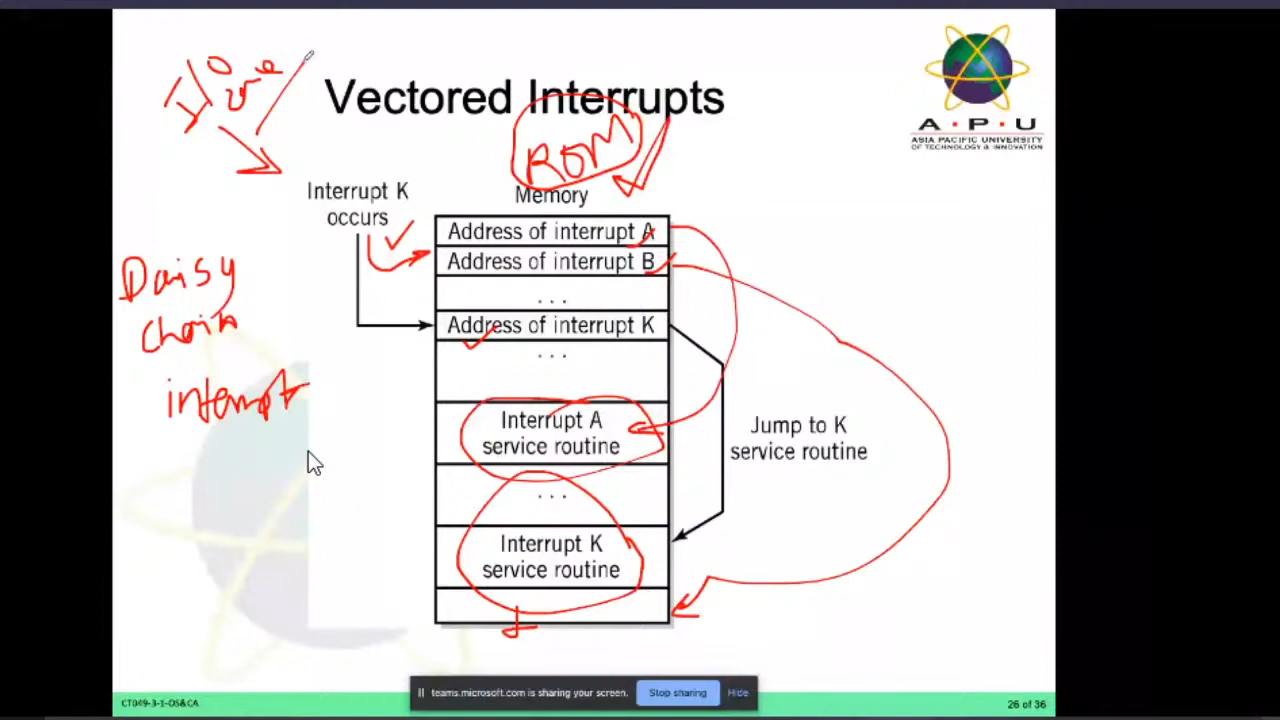 I/O
Vectored Interrupts
ROM
A · P · U
ASIA PACIFIC UNIVERSITY
OF TECHNOLOGY & INNOVATION
Interrupt K
occurs
Memory
Address of interrupt A
Address of interrupt B
...
Address of interrupt K
...
Daisy
chain
interrupt
Interrupt A
service routine
Jump to K
service routine
...
Interrupt K
service routine
teams.microsoft.com is sharing your screen.
Stop sharing
Hide
CT049-3-1-OS&CA
26 of 36